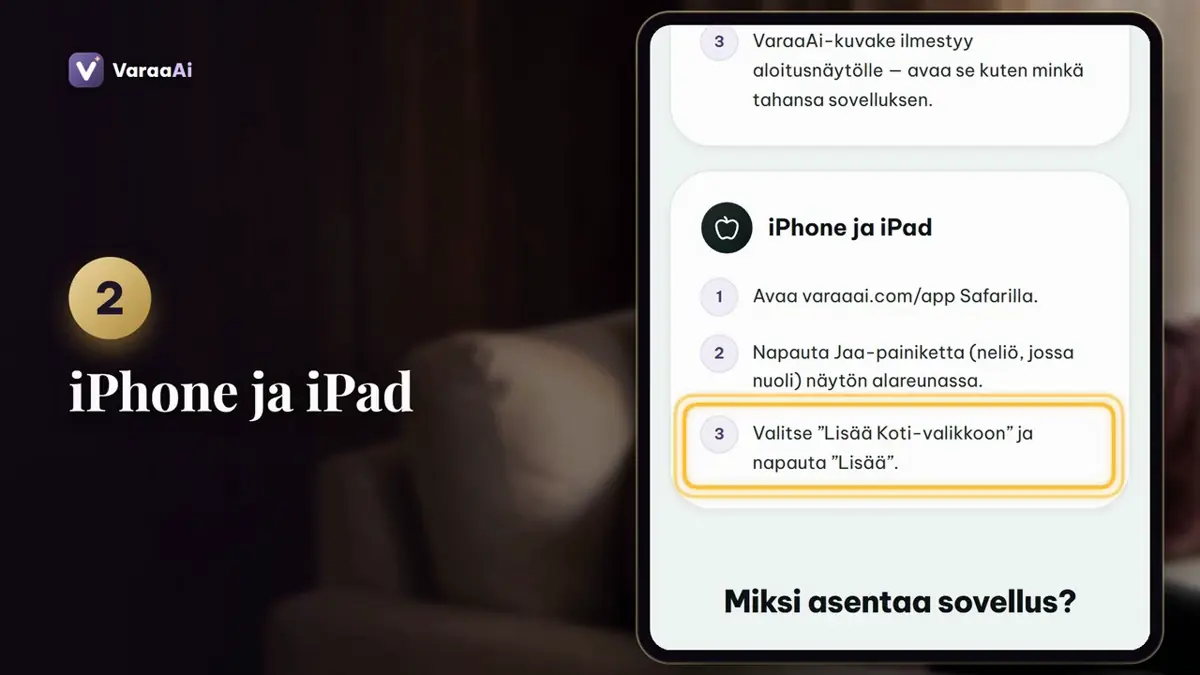 VaraaAi
2
iPhone ja iPad
3
VaraaAi-kuvake ilmestyy
aloitusnäytölle — avaa se kuten minkä
tahansa sovelluksen.
iPhone ja iPad
1
Avaa varaaai.com/app Safarilla.
2
Napauta Jaa-painiketta (neliö, jossa
nuoli) näytön alareunassa.
3
Valitse ”Lisää Koti-valikkoon” ja
napauta ”Lisää”.
Miksi asentaa sovellus?